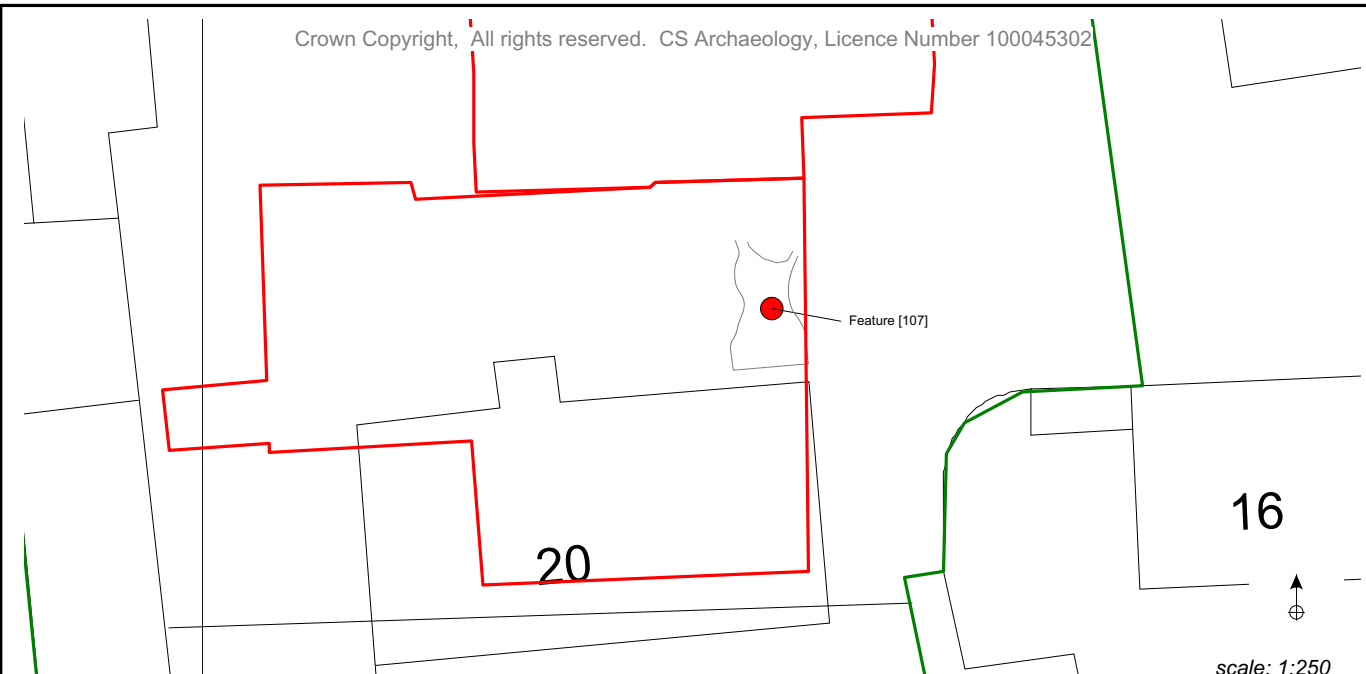 Crown Copyright, All rights reserved. CS Archaeology, Licence Number 100045302
Feature [107]
16
20
scale: 1:250